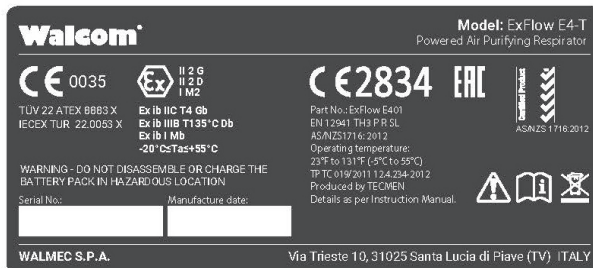 Walcom®
Model: ExFlow E4-T
Powered Air Purifying Respirator
CE 0035
Ex
II 2 G
II 2 D
I M2
TÜV 22 ATEX 8883 X
IECEX TUR 22.0053 X
Ex ib IIC T4 Gb
Ex ib IIIB T135°C Db
Ex ib I Mb
-20°C≤Ta≤+55°C
WARNING - DO NOT DISASSEMBLE OR CHARGE THE
BATTERY PACK IN HAZARDOUS LOCATION
Serial No.:
Manufacture date:
CE2834 EAC
Part No.: ExFlow E401
EN 12941 TH3 P R SL
AS/NZS1716: 2012
Operating temperature:
23°F to 131°F (-5°C to 55°C)
TP TC 019/2011 12.4.234-2012
Produced by TECMEN
Details as per Instruction Manual.
Certified Product
AS/NZS 1716:2012
WALMEC S.P.A.
Via Trieste 10, 31025 Santa Lucia di Piave (TV) ITALY